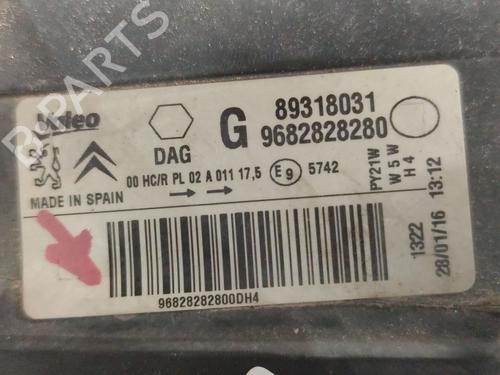 B-PARTS
Valeo
DAG
G
89318031
9682828280
00 HC/R PL 02 A 011 17,5
E9 5742
MADE IN SPAIN
PY21W
W5W
H4
1322
28/01/16 13:12
96828282800DH4